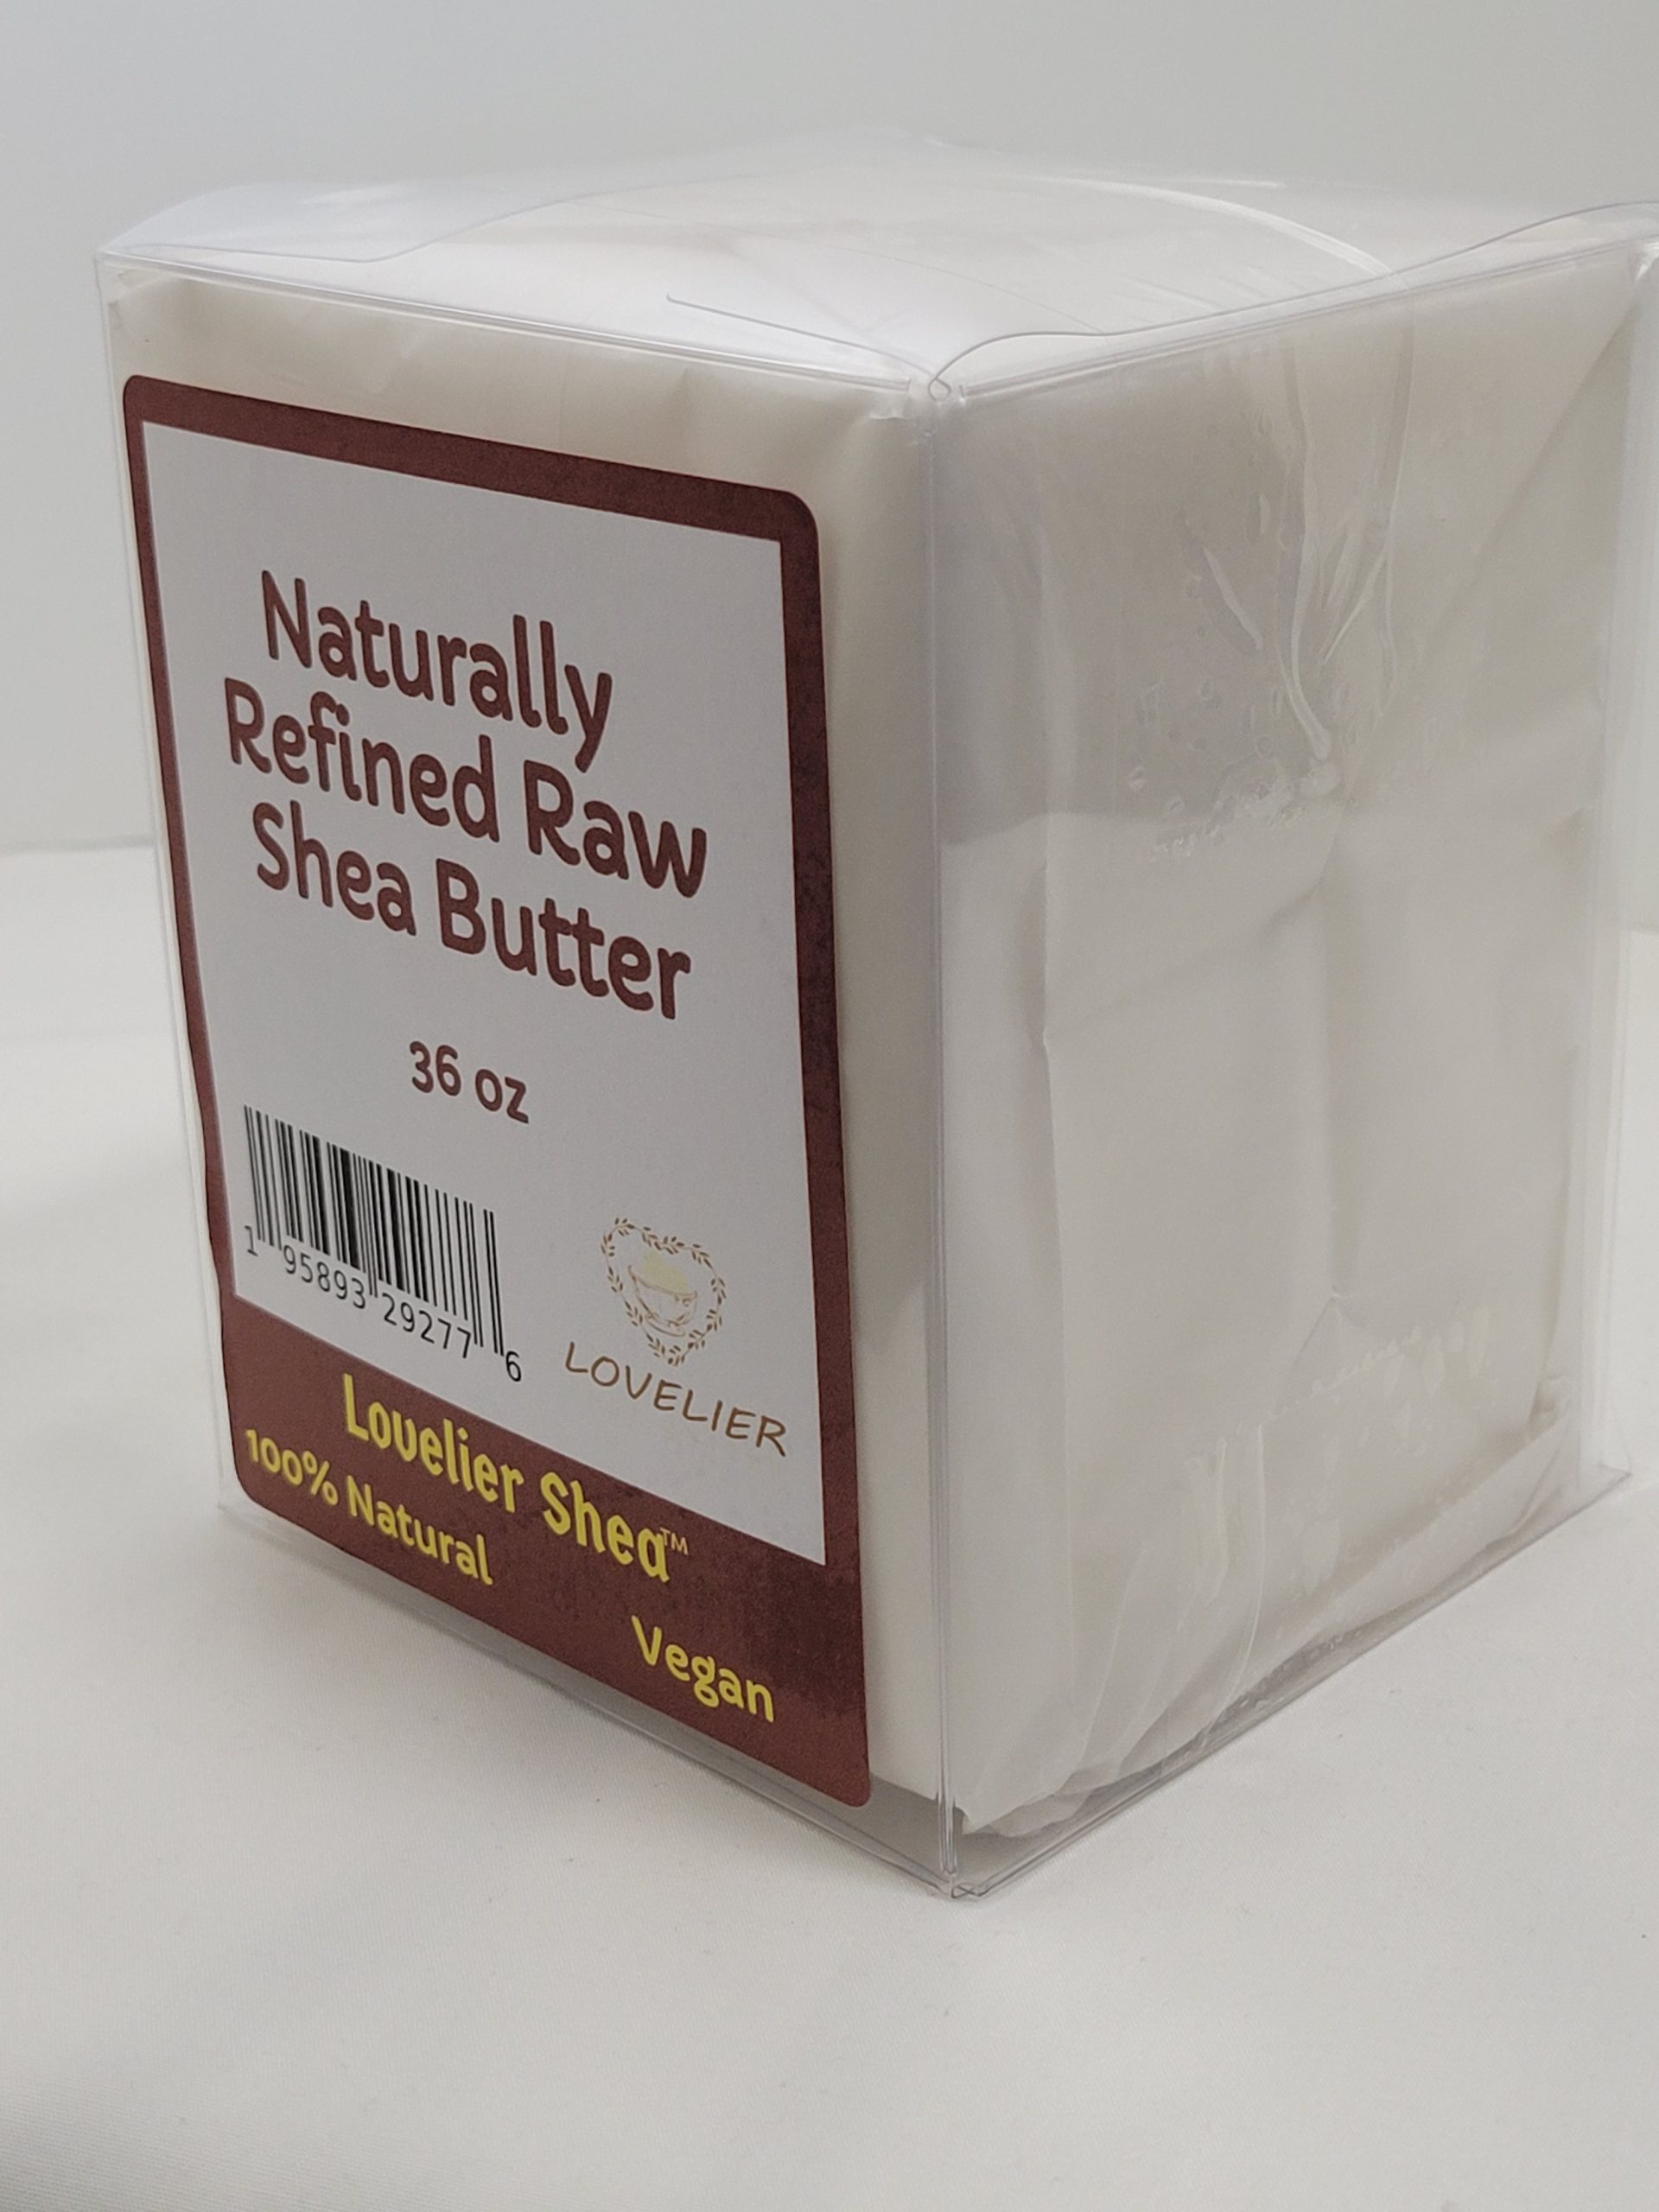 Naturally
Refined Raw
Shea Butter
36 oz
1 95893 29277 6
LOVELIER
Lovelier Shea™
100% Natural
Vegan